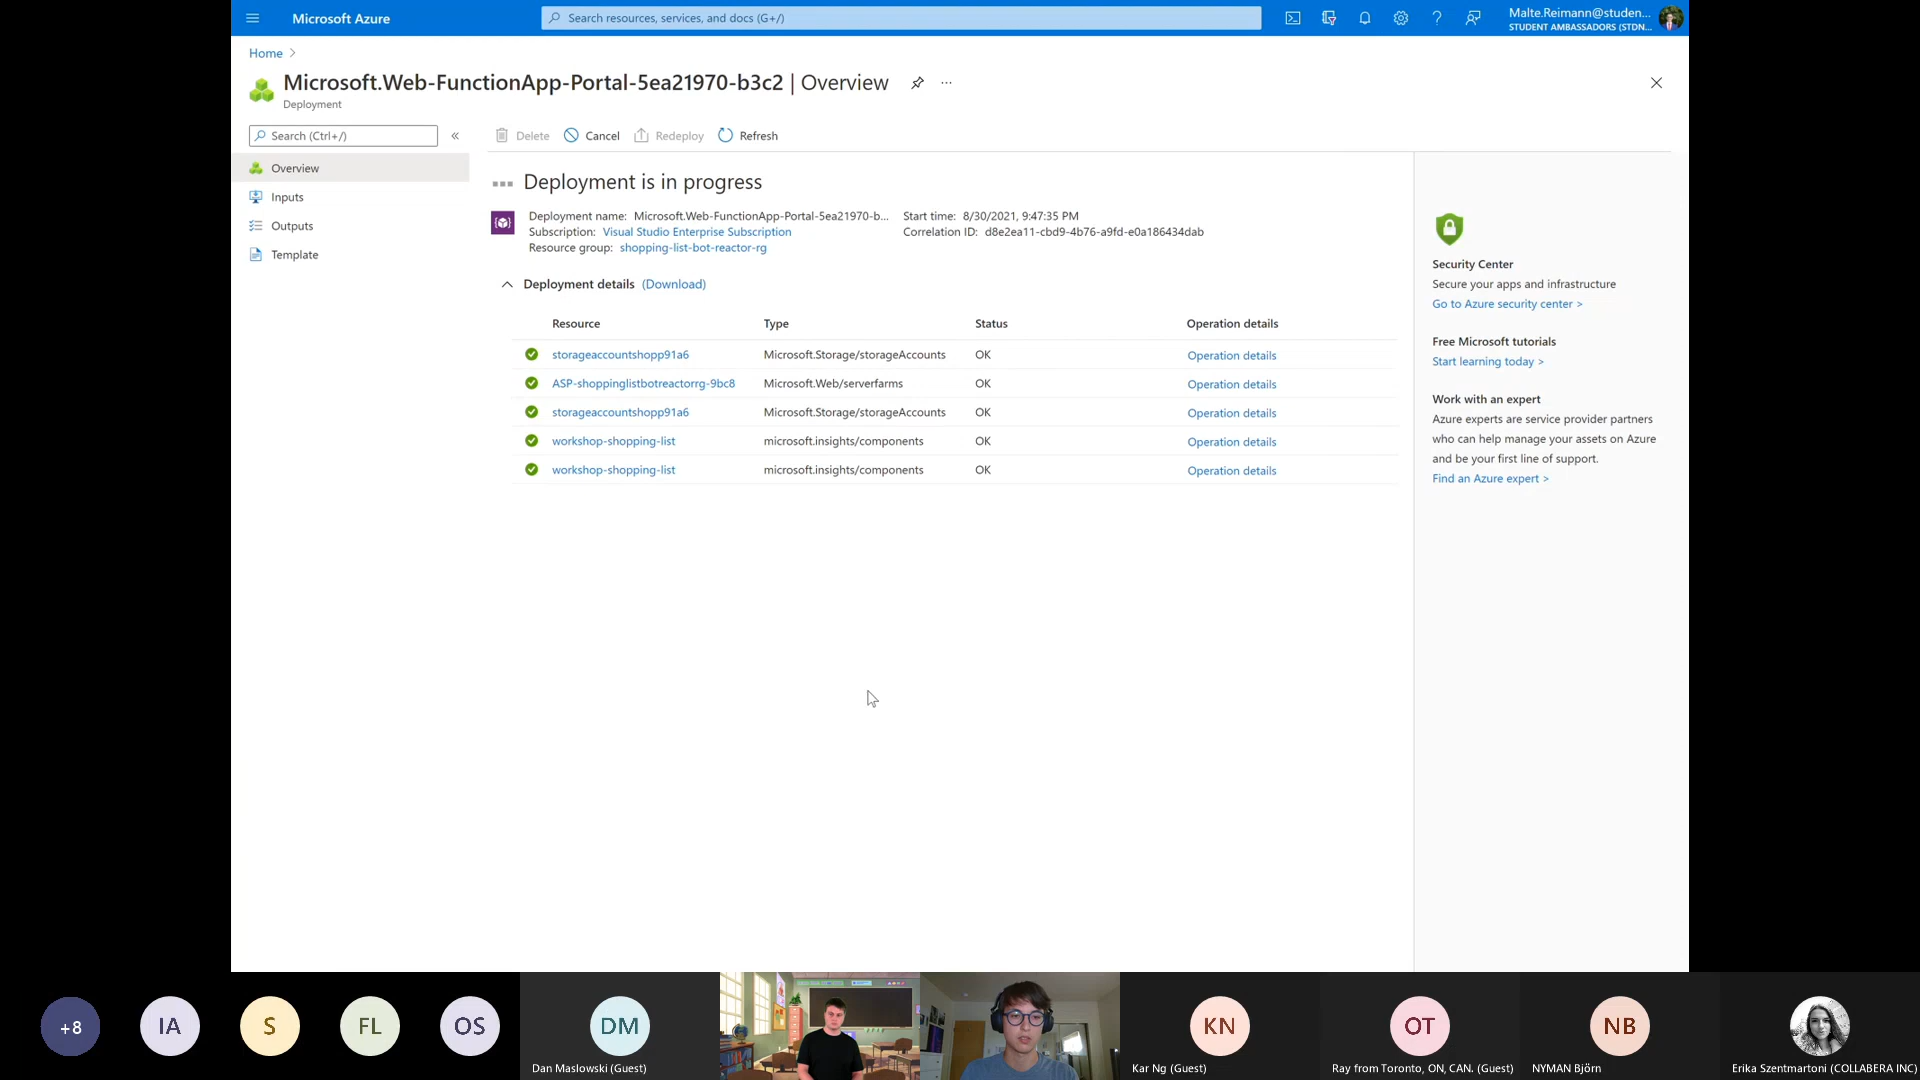 Microsoft Azure
Search resources, services, and docs (G+/)
Malte.Reimann@studen...
STUDENT AMBASSADORS (STDN...
Home
Microsoft.Web-FunctionApp-Portal-5ea21970-b3c2 | Overview
Deployment
Search (Ctrl+/)
Delete
Cancel
Redeploy
Refresh
Overview
Inputs
Outputs
Template
Deployment is in progress
Deployment name: Microsoft.Web-FunctionApp-Portal-5ea21970-b...
Subscription: Visual Studio Enterprise Subscription
Resource group: shopping-list-bot-reactor-rg
Start time: 8/30/2021, 9:47:35 PM
Correlation ID: d8e2ea11-cbd9-4b76-a9fd-e0a186434dab
Deployment details (Download)
Resource Type Status Operation details
storageaccountshopp91a6 Microsoft.Storage/storageAccounts OK Operation details
ASP-shoppinglistbotreactorrg-9bc8 Microsoft.Web/serverfarms OK Operation details
storageaccountshopp91a6 Microsoft.Storage/storageAccounts OK Operation details
workshop-shopping-list microsoft.insights/components OK Operation details
workshop-shopping-list microsoft.insights/components OK Operation details
Security Center
Secure your apps and infrastructure
Go to Azure security center >
Free Microsoft tutorials
Start learning today >
Work with an expert
Azure experts are service provider partners
who can help manage your assets on Azure
and be your first line of support.
Find an Azure expert >
+8
IA
S
FL
OS
DM
Dan Maslowski (Guest)
KN
Kar Ng (Guest)
OT
Ray from Toronto, ON, CAN. (Guest)
NB
NYMAN Björn
Erika Szentmartoni (COLLABERA INC)